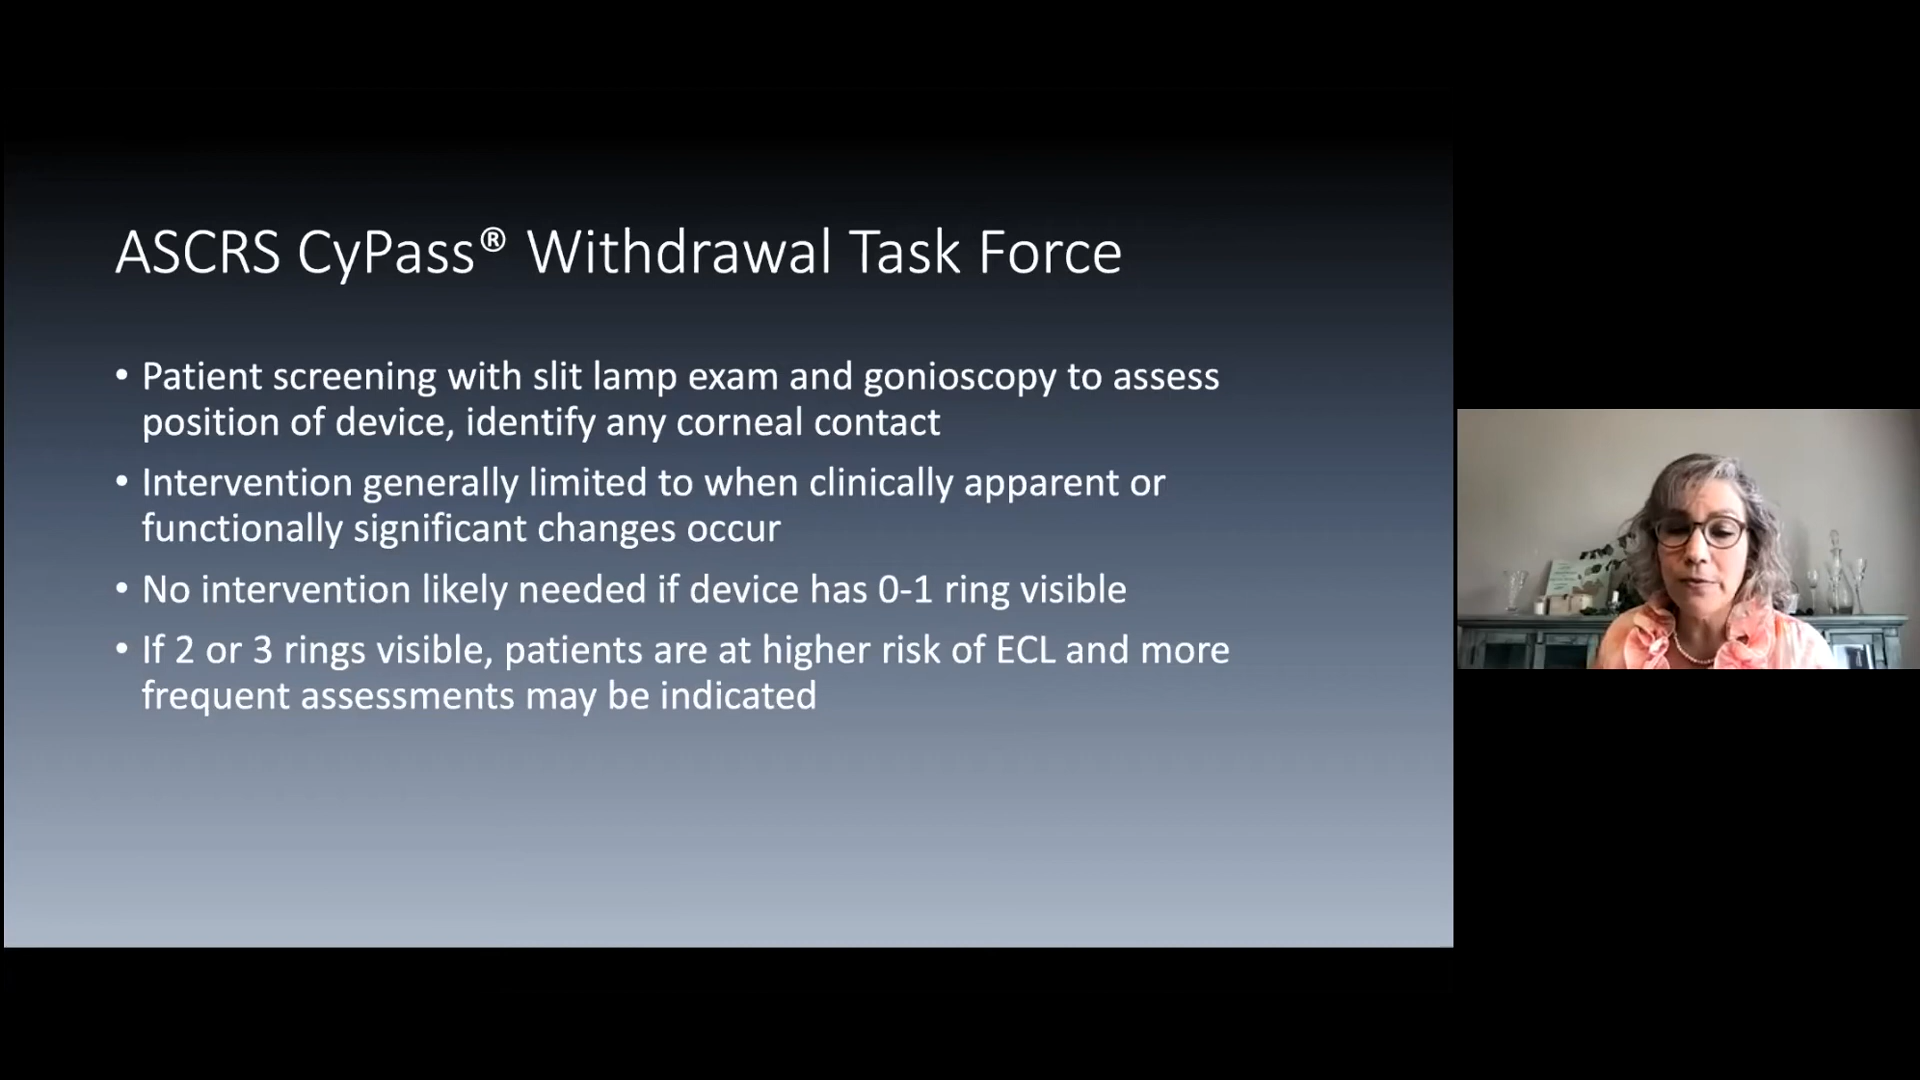 ASCRS CyPass® Withdrawal Task Force
• Patient screening with slit lamp exam and gonioscopy to assess
position of device, identify any corneal contact
• Intervention generally limited to when clinically apparent or
functionally significant changes occur
• No intervention likely needed if device has 0-1 ring visible
• If 2 or 3 rings visible, patients are at higher risk of ECL and more
frequent assessments may be indicated